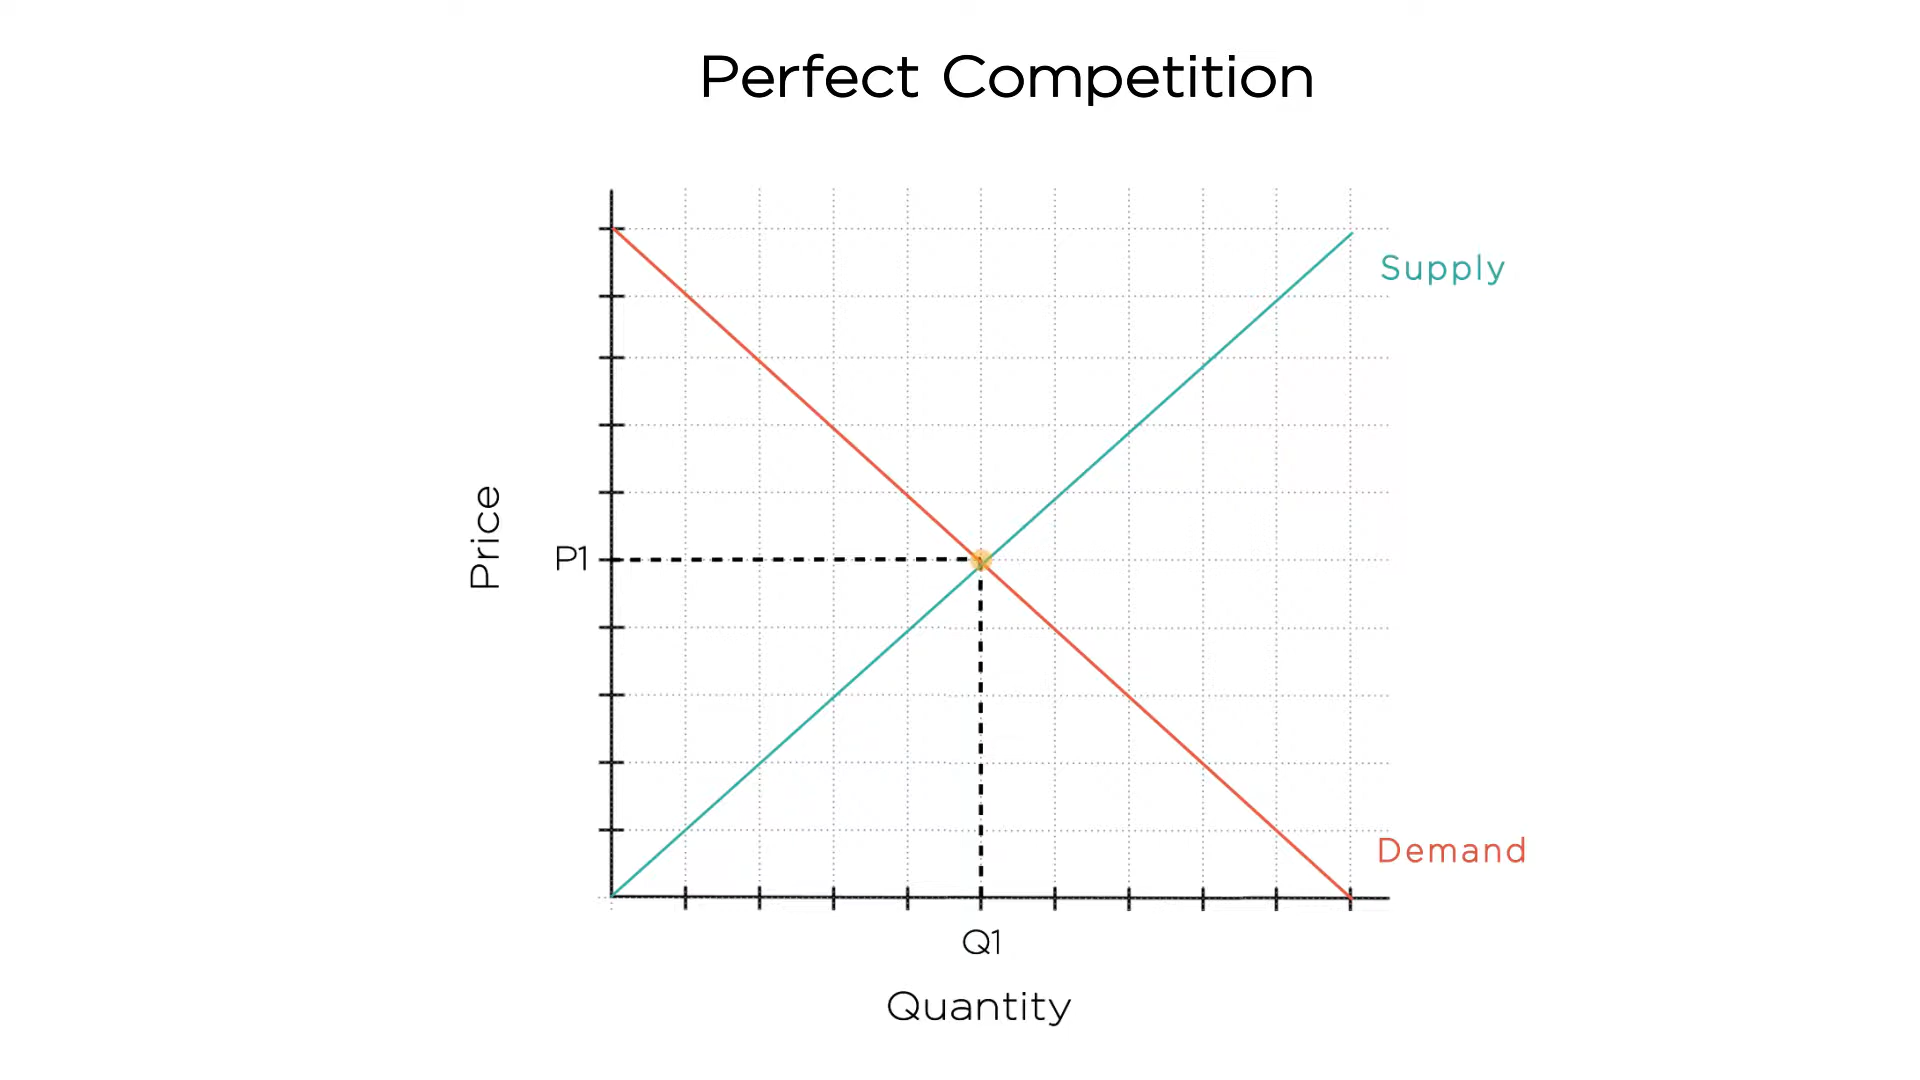 Perfect Competition
Supply
Price
P1
Demand
Q1
Quantity